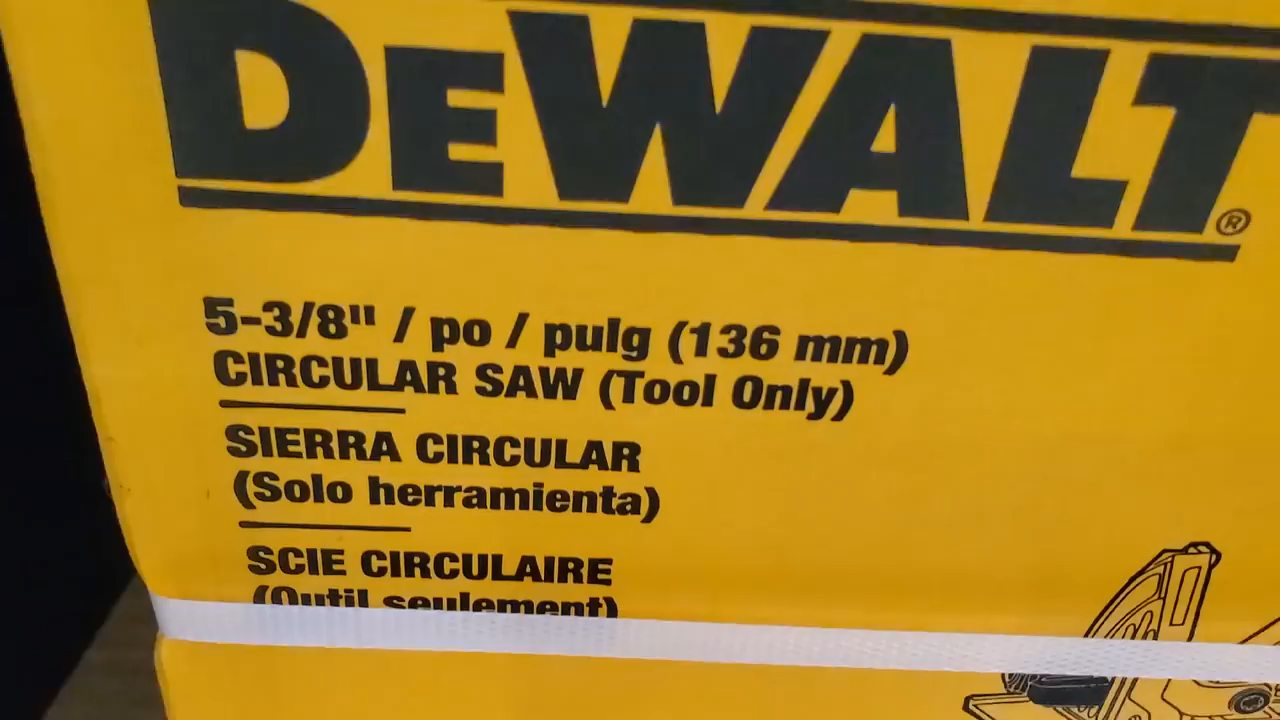 DEWALT®
5-3/8" / po / pulg (136 mm)
CIRCULAR SAW (Tool Only)
SIERRA CIRCULAR
(Solo herramienta)
SCIE CIRCULAIRE
(Outil seulement)